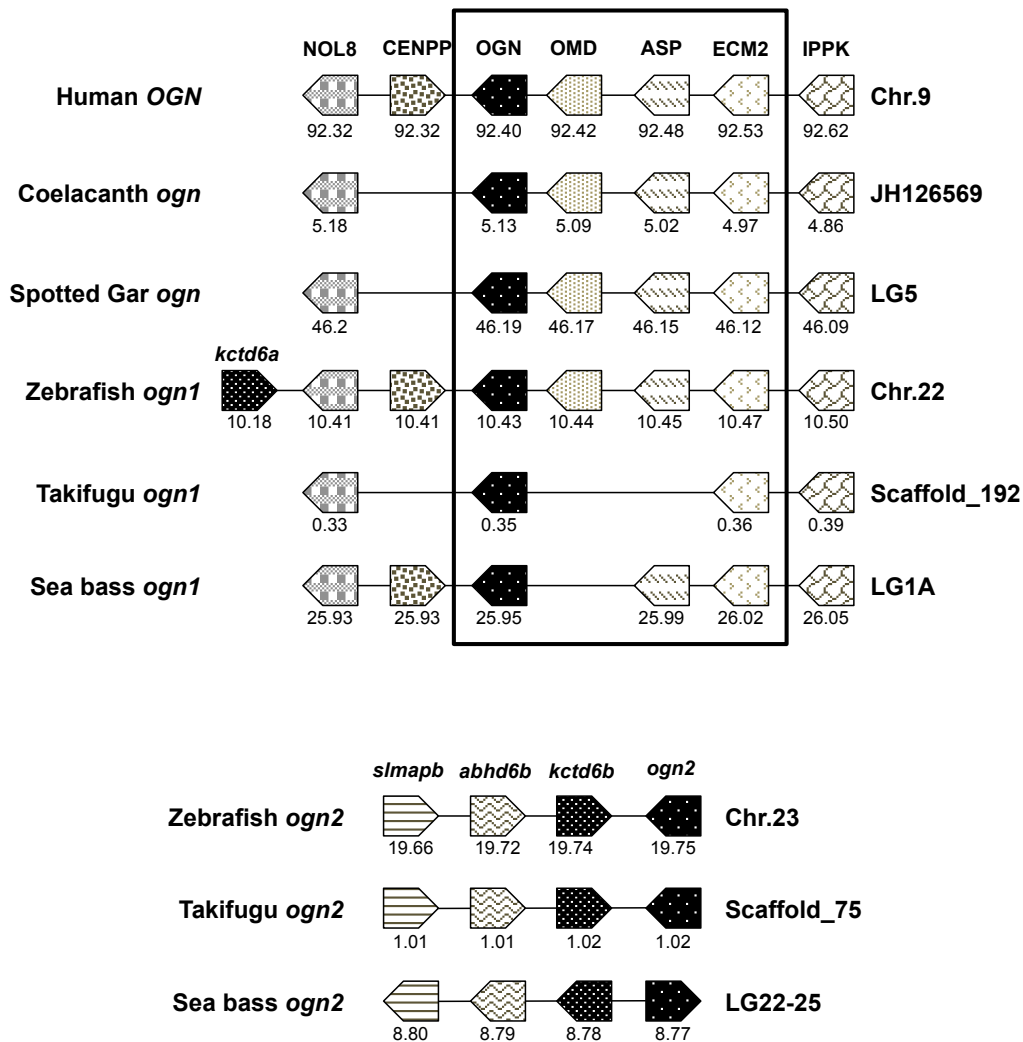 NOL8 CENPP OGN OMD ASP ECM2 IPPK
Human OGN Chr.9
92.32 92.32 92.40 92.42 92.48 92.53 92.62
Coelacanth ogn JH126569
5.18 5.13 5.09 5.02 4.97 4.86
Spotted Gar ogn LG5
46.2 46.19 46.17 46.15 46.12 46.09
kctd6a
Zebrafish ogn1 Chr.22
10.18 10.41 10.41 10.43 10.44 10.45 10.47 10.50
Takifugu ogn1 Scaffold_192
0.33 0.35 0.36 0.39
Sea bass ogn1 LG1A
25.93 25.93 25.95 25.99 26.02 26.05
slmapb abhd6b kctd6b ogn2
Zebrafish ogn2 Chr.23
19.66 19.72 19.74 19.75
Takifugu ogn2 Scaffold_75
1.01 1.01 1.02 1.02
Sea bass ogn2 LG22-25
8.80 8.79 8.78 8.77